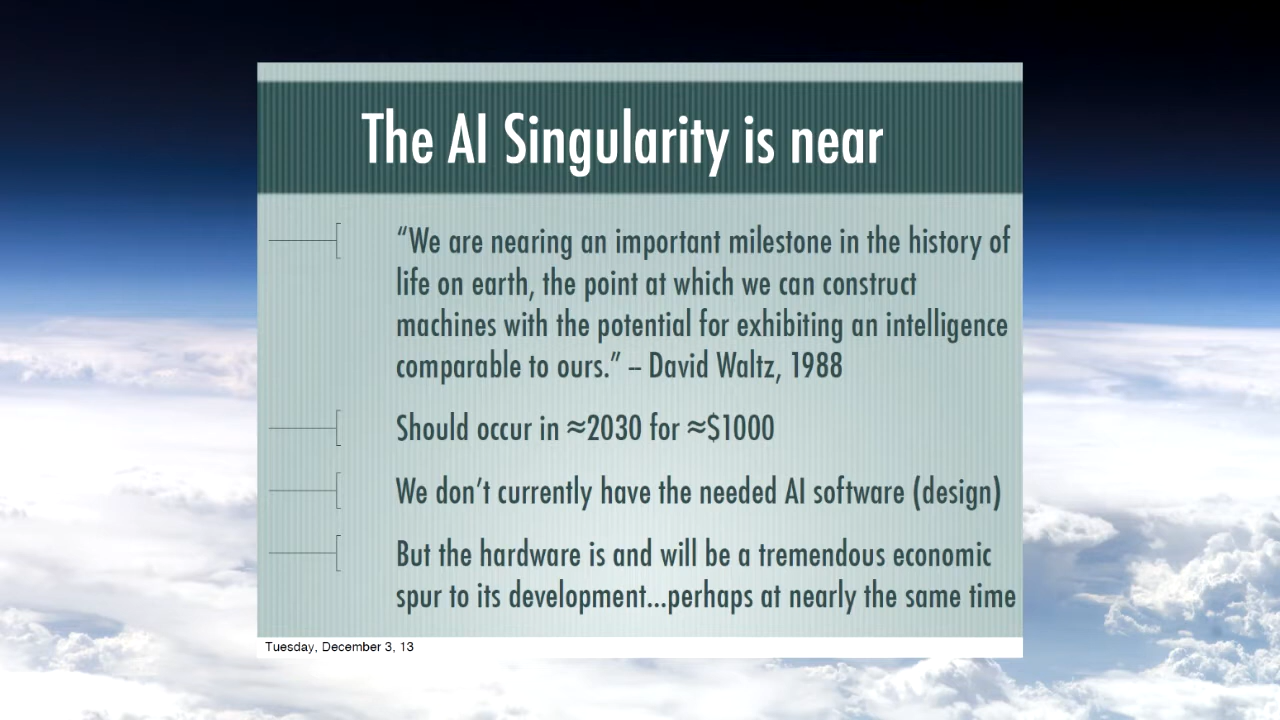 The AI Singularity is near
“We are nearing an important milestone in the history of
life on earth, the point at which we can construct
machines with the potential for exhibiting an intelligence
comparable to ours.” – David Waltz, 1988
Should occur in ≈2030 for ≈$1000
We don’t currently have the needed AI software (design)
But the hardware is and will be a tremendous economic
spur to its development...perhaps at nearly the same time
Tuesday, December 3, 13